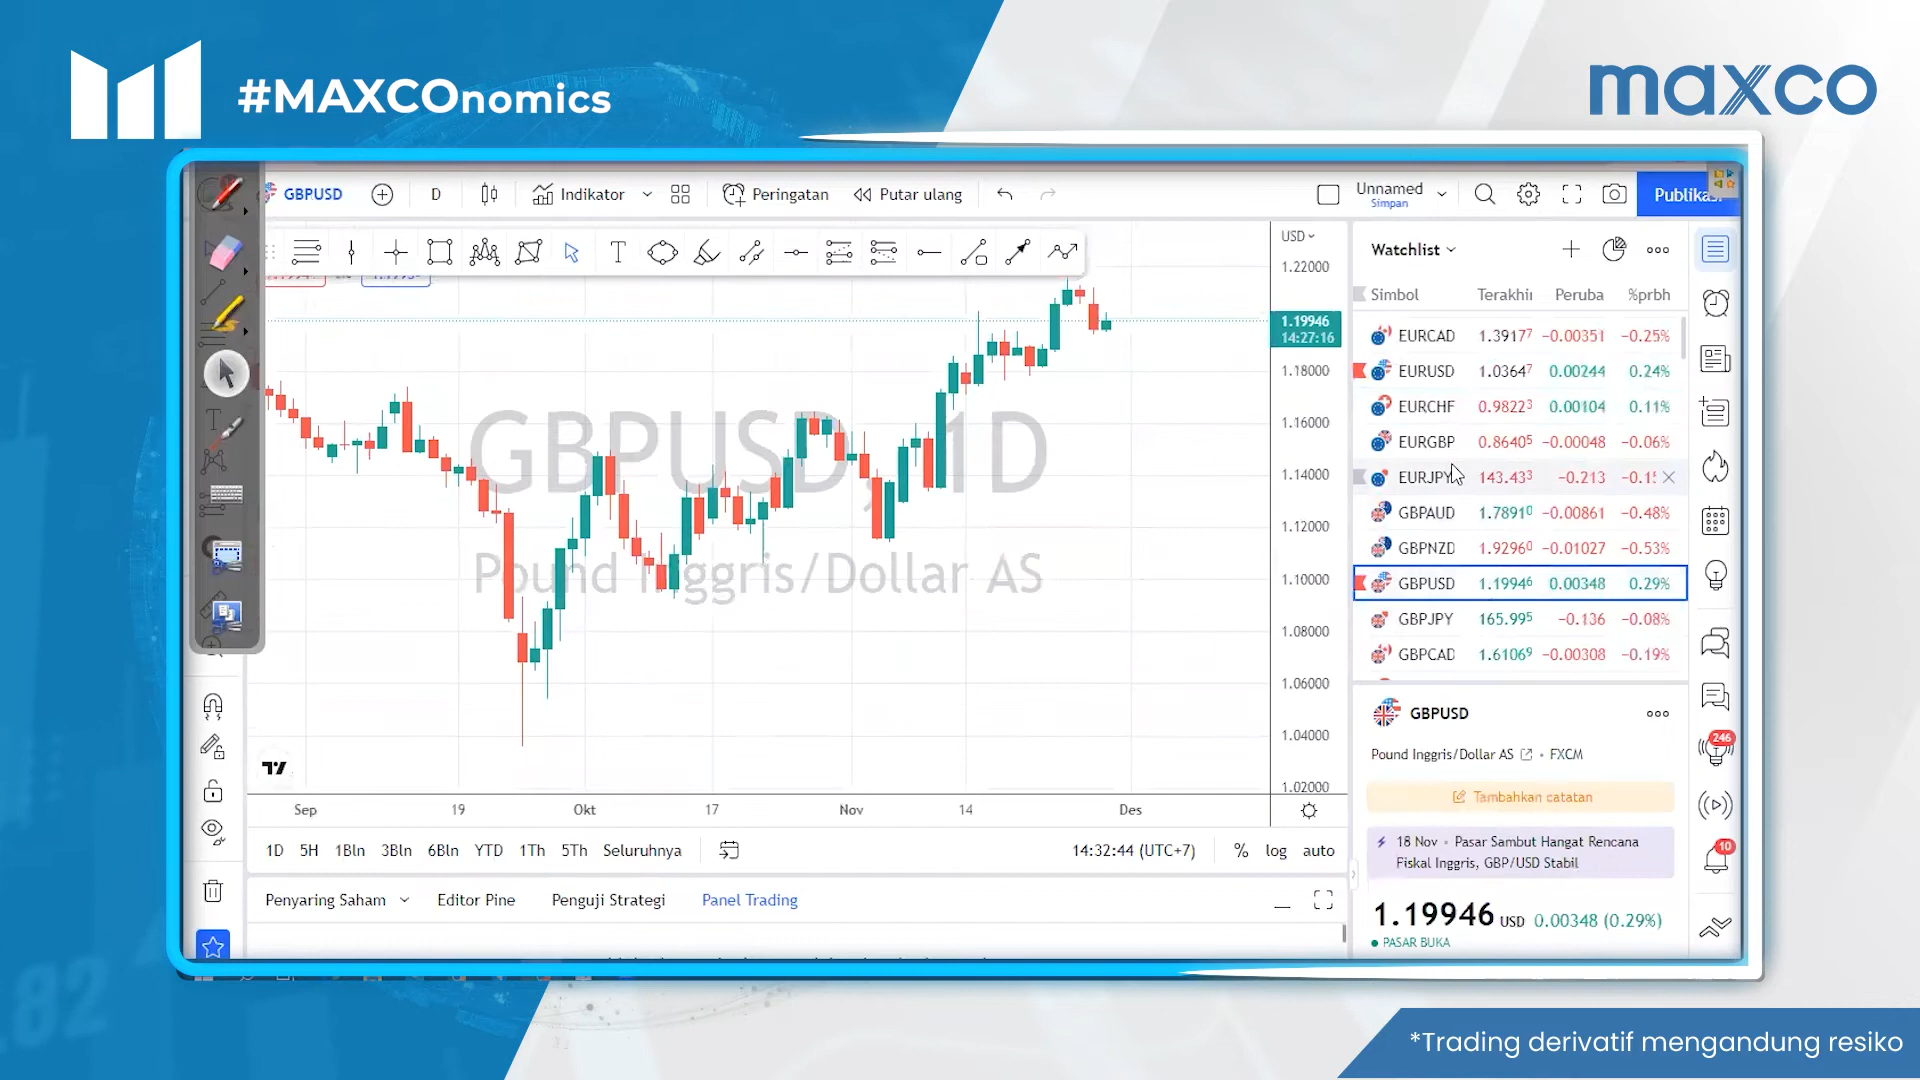 #MAXCOnomics
maxco
GBPUSD
D
Indikator
Peringatan
Putar ulang
Unnamed
Simpan
USD
1.22000
1.19946
14:27:16
1.18000
1.16000
1.14000
1.12000
1.10000
1.08000
1.06000
1.04000
1.02000
GBPUSD, 1D
Pound Inggris/Dollar AS
Sep 19 Okt 17 Nov 14 Des
1D 5H 1Bln 3Bln 6Bln YTD 1Th 5Th Seluruhnya
14:32:44 (UTC+7) % log auto
Penyaring Saham Editor Pine Penguji Strategi Panel Trading
Watchlist
Simbol Terakhir Peruba %prbh
EURCAD 1.39177 −0.00351 −0.25%
EURUSD 1.03647 0.00244 0.24%
EURCHF 0.98223 0.00104 0.11%
EURGBP 0.86405 −0.00048 −0.06%
EURJPY 143.433 −0.213
GBPAUD 1.78910 −0.00861 −0.48%
GBPNZD 1.92960 −0.01027 −0.53%
GBPUSD 1.19946 0.00348 0.29%
GBPJPY 165.995 −0.136 −0.08%
GBPCAD 1.61069 −0.00308 −0.19%
GBPUSD
Pound Inggris/Dollar AS • FXCM
Tambahkan catatan
18 Nov • Pasar Sambut Hangat Rencana
Fiskal Inggris, GBP/USD Stabil
1.19946 USD 0.00348 (0.29%)
PASAR BUKA
246
10
82
*Trading derivatif mengandung resiko